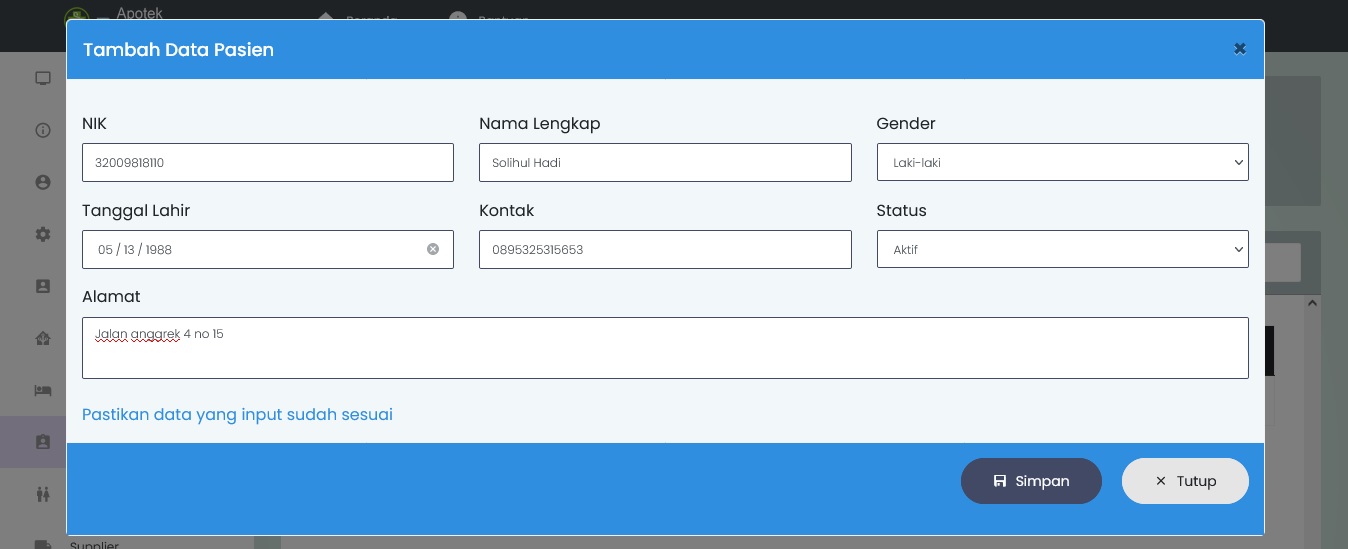 Apotek
Beranda
Bantuan
Tambah Data Pasien
NIK
Nama Lengkap
Gender
32009818110
Solihul Hadi
Laki-laki
Tanggal Lahir
Kontak
Status
05 / 13 / 1988
0895325315653
Aktif
Alamat
Jalan anggrek 4 no 15
Pastikan data yang input sudah sesuai
Simpan
Tutup
Supplier